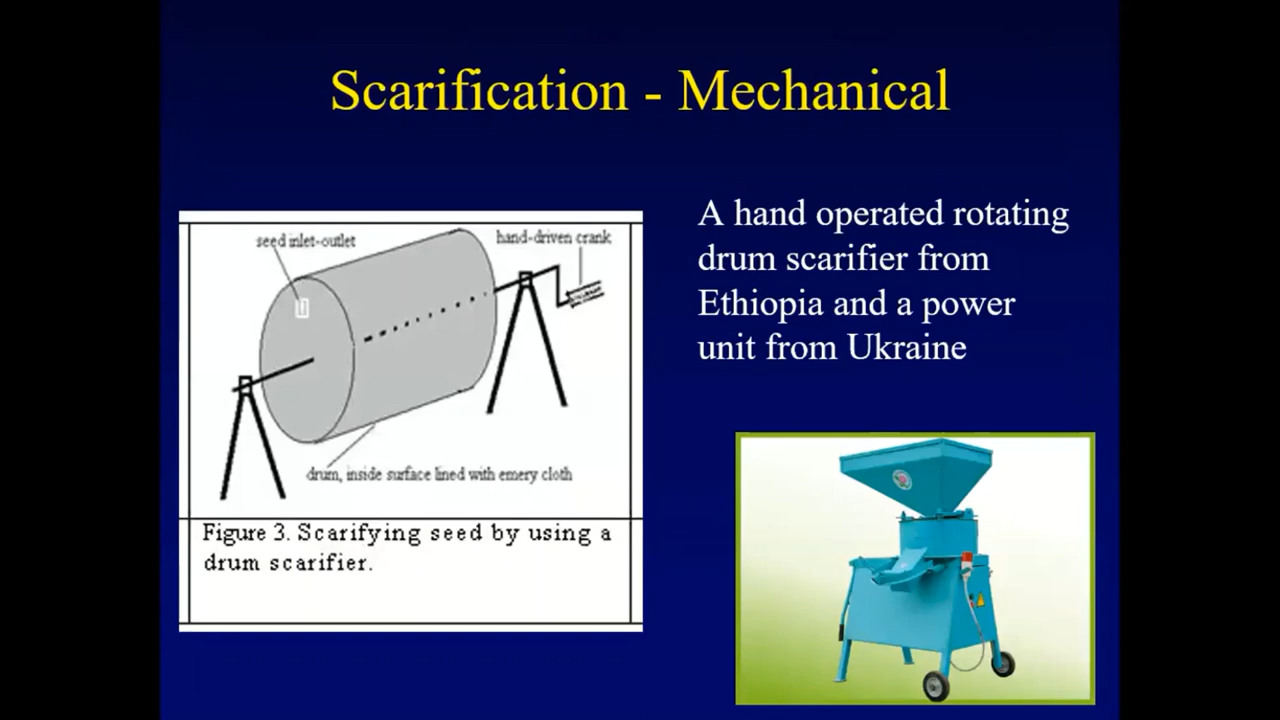 Scarification - Mechanical
A hand operated rotating
drum scarifier from
Ethiopia and a power
unit from Ukraine
seed inlet-outlet
hand-driven crank
drum, inside surface lined with emery cloth
Figure 3. Scarifying seed by using a
drum scarifier.